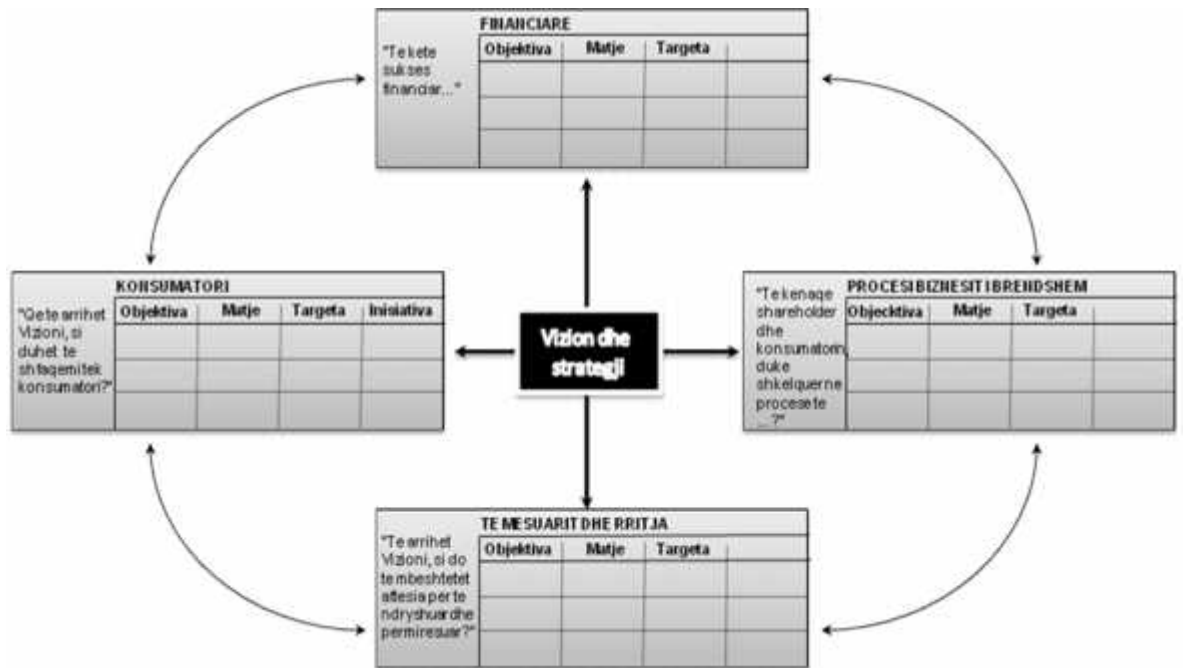 FINANCIARE
"Te kete
sukses
financiar..."
Objektiva Matje Targeta
KONSUMATORI
"Qe te arrihet
Vizioni, si
duhet te
shfaqemi tek
konsumatori?"
Objektiva Matje Targeta Inisiativa
Vizion dhe
strategji
PROCESI BIZNESIT I BRENDSHEM
"Te kenaqe
shareholder
dhe
konsumatorin,
duke
shkelqyer ne
proceset e
...?"
Objecktiva Matje Targeta
TE MESUARIT DHE RRITJA
"Te arrihet
Vizioni, si do
te mbeshtetet
aftesia per te
ndryshuar dhe
permiresuar?"
Objektiva Matje Targeta